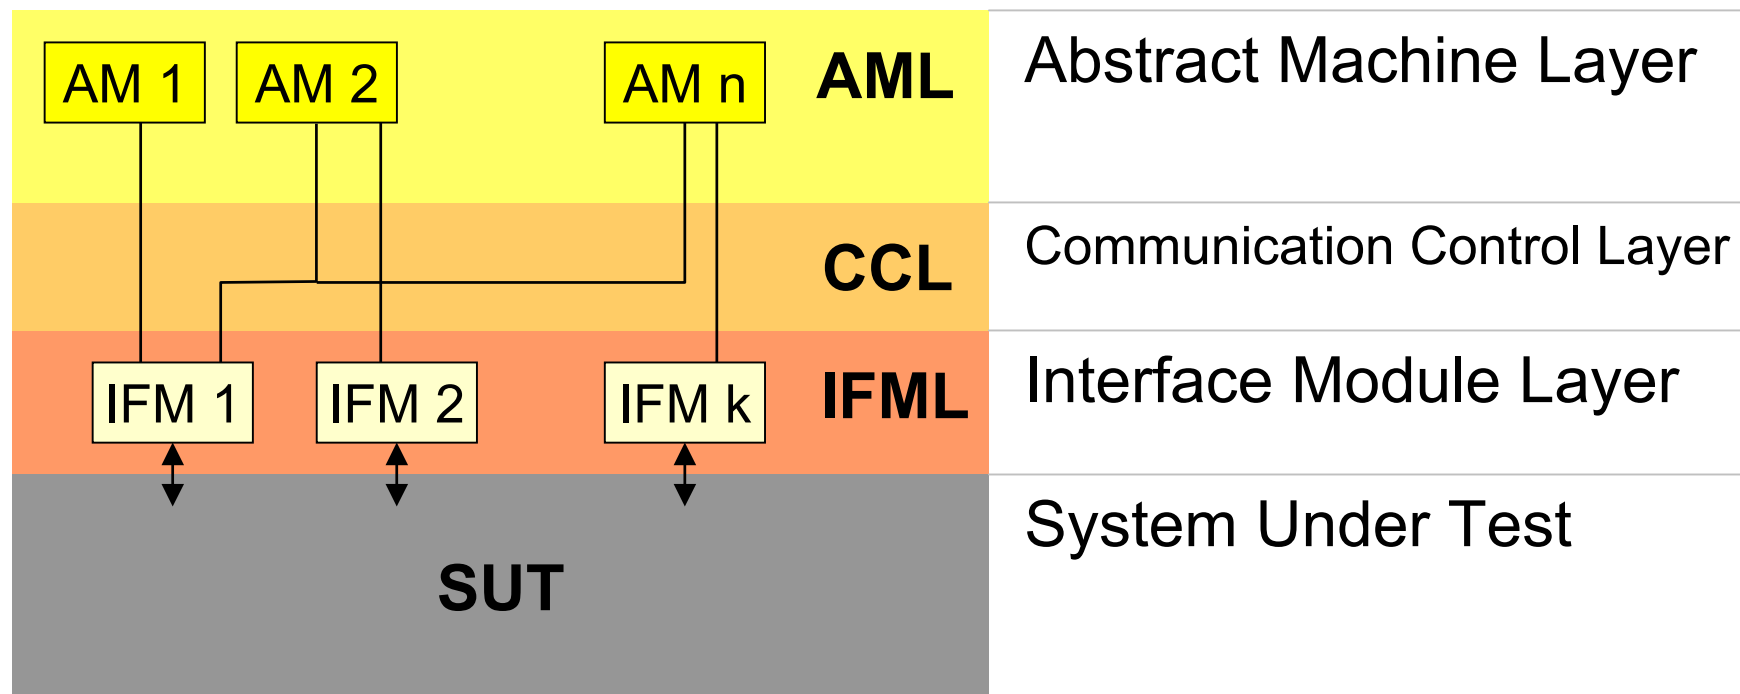 AM 1 AM 2 AM n AML Abstract Machine Layer
CCL Communication Control Layer
IFM 1 IFM 2 IFM k IFML Interface Module Layer
System Under Test
SUT